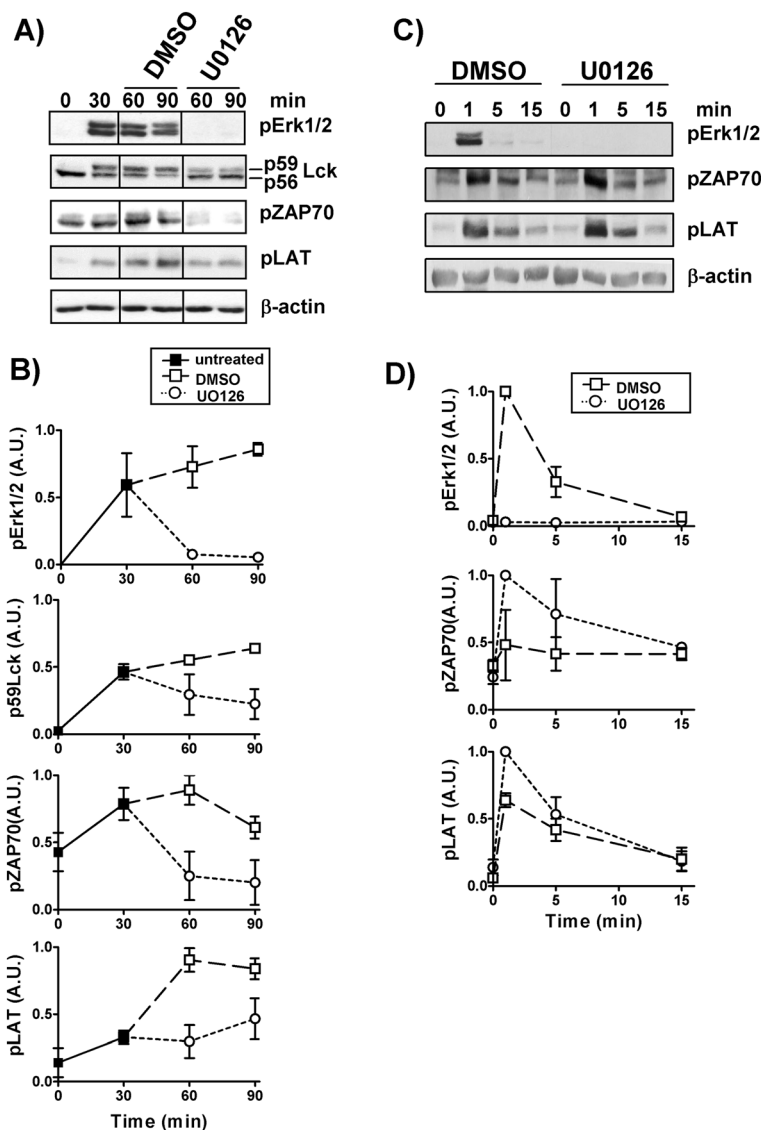 A)
DMSO
U0126
0 30 60 90 60 90 min
pErk1/2
p59
p56
Lck
pZAP70
pLAT
β-actin
B)
untreated
DMSO
UO126
1.0
0.5
0.0
pErk1/2 (A.U.)
0 30 60 90
1.0
0.5
0.0
p59Lck (A.U.)
0 30 60 90
1.0
0.5
0.0
pZAP70(A.U.)
0 30 60 90
1.0
0.5
0.0
pLAT (A.U.)
0 30 60 90
Time (min)
C)
DMSO U0126
0 1 5 15 0 1 5 15 min
pErk1/2
pZAP70
pLAT
β-actin
D)
DMSO
UO126
1.0
0.5
0.0
pErk1/2 (A.U.)
0 5 10 15
1.0
0.5
0.0
pZAP70(A.U.)
0 5 10 15
1.0
0.5
0.0
pLAT (A.U.)
0 5 10 15
Time (min)